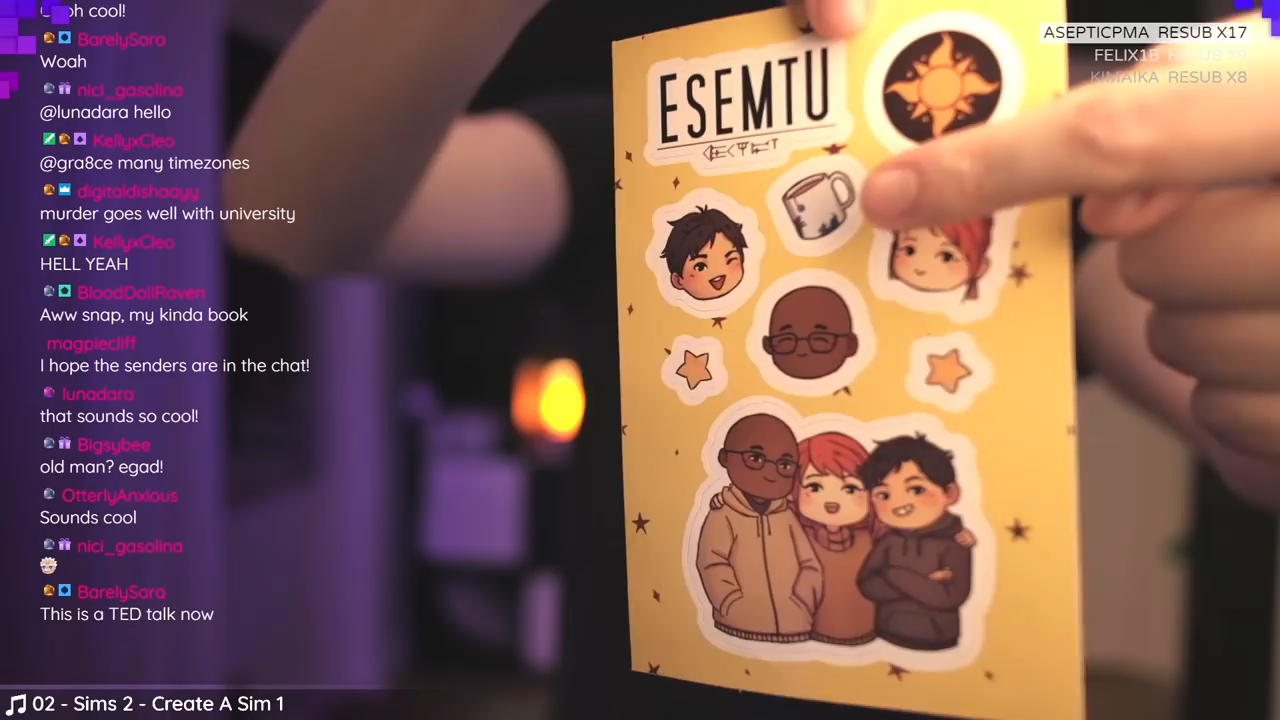 oh cool!
BarelySara
Woah
nici_gasolina
@lunadara hello
KellyxCleo
@gra8ce many timezones
digitaldishaayy
murder goes well with university
KellyxCleo
HELL YEAH
BloodDollRaven
Aww snap, my kinda book
magpiecliff
I hope the senders are in the chat!
lunadara
that sounds so cool!
Bigsybee
old man? egad!
OtterlyAnxious
Sounds cool
nici_gasolina
BarelySara
This is a TED talk now
02 - Sims 2 - Create A Sim 1
ESEMTU
ASEPTICPMA RESUB X17
FELIX1B RESUB X9
KIMAIKA RESUB X8